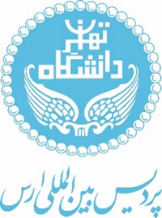 دانشگاه تهران
پردیس بین المللی ارس